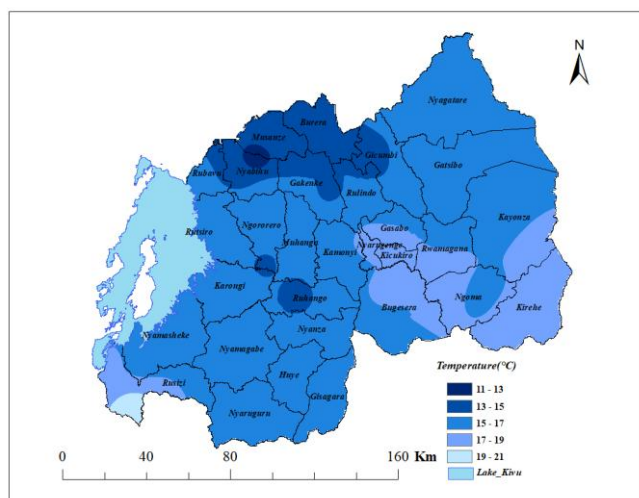 N
Nyagatare
Burera
Musanze
Gicumbi
Gatsibo
Rubavu
Nyabihu
Gakenke
Rulindo
Kayonza
Rutsiro
Ngororero
Gasabo
Muhanga
Kamonyi
Nyarugenge
Kicukiro
Rwamagana
Karongi
Ruhango
Bugesera
Ngoma
Kirehe
Nyamasheke
Nyanza
Nyamagabe
Rusizi
Huye
Gisagara
Nyaruguru
Temperature(°C)
11 - 13
13 - 15
15 - 17
17 - 19
19 - 21
Lake_Kivu
0 40 80 160 Km